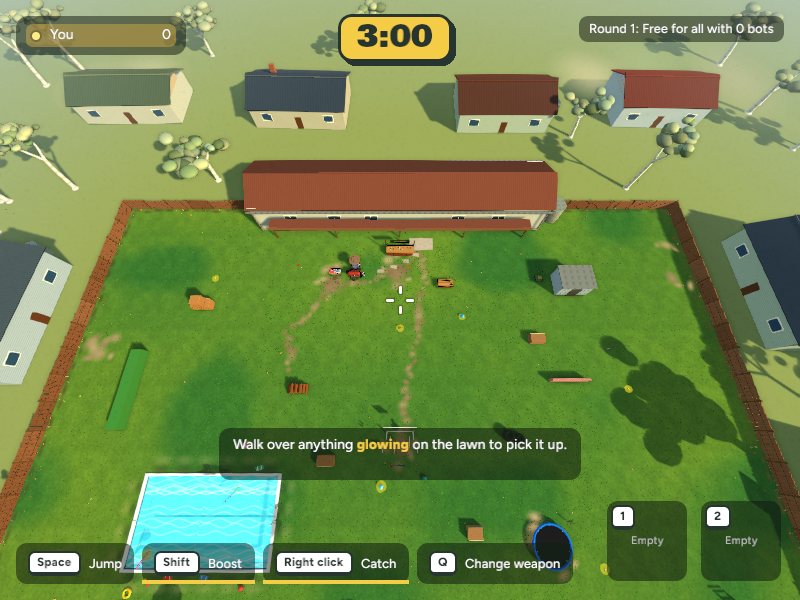 You 0
3:00
Round 1: Free for all with 0 bots
Walk over anything glowing on the lawn to pick it up.
1
Empty
2
Empty
Space Jump
Shift Boost
Right click Catch
Q Change weapon